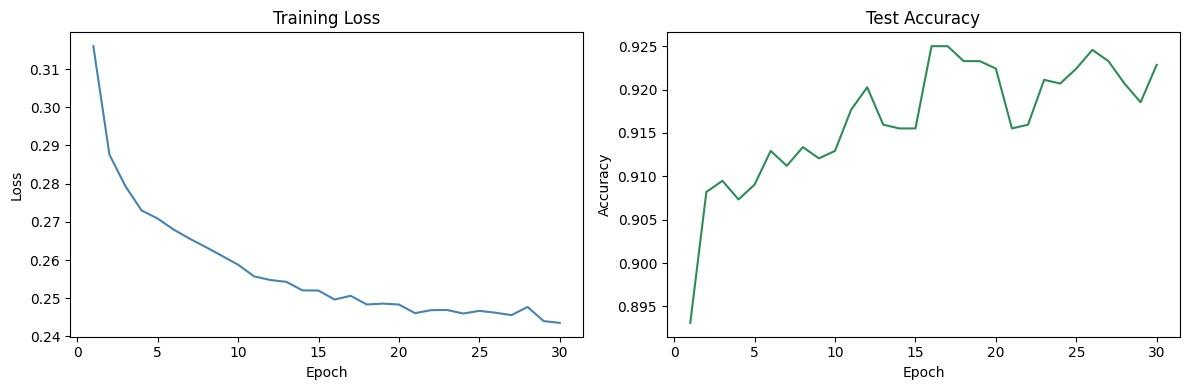 Training Loss
0.31
0.30
0.29
0.28
0.27
0.26
0.25
0.24
Loss
0 5 10 15 20 25 30
Epoch
Test Accuracy
0.925
0.920
0.915
0.910
0.905
0.900
0.895
Accuracy
0 5 10 15 20 25 30
Epoch